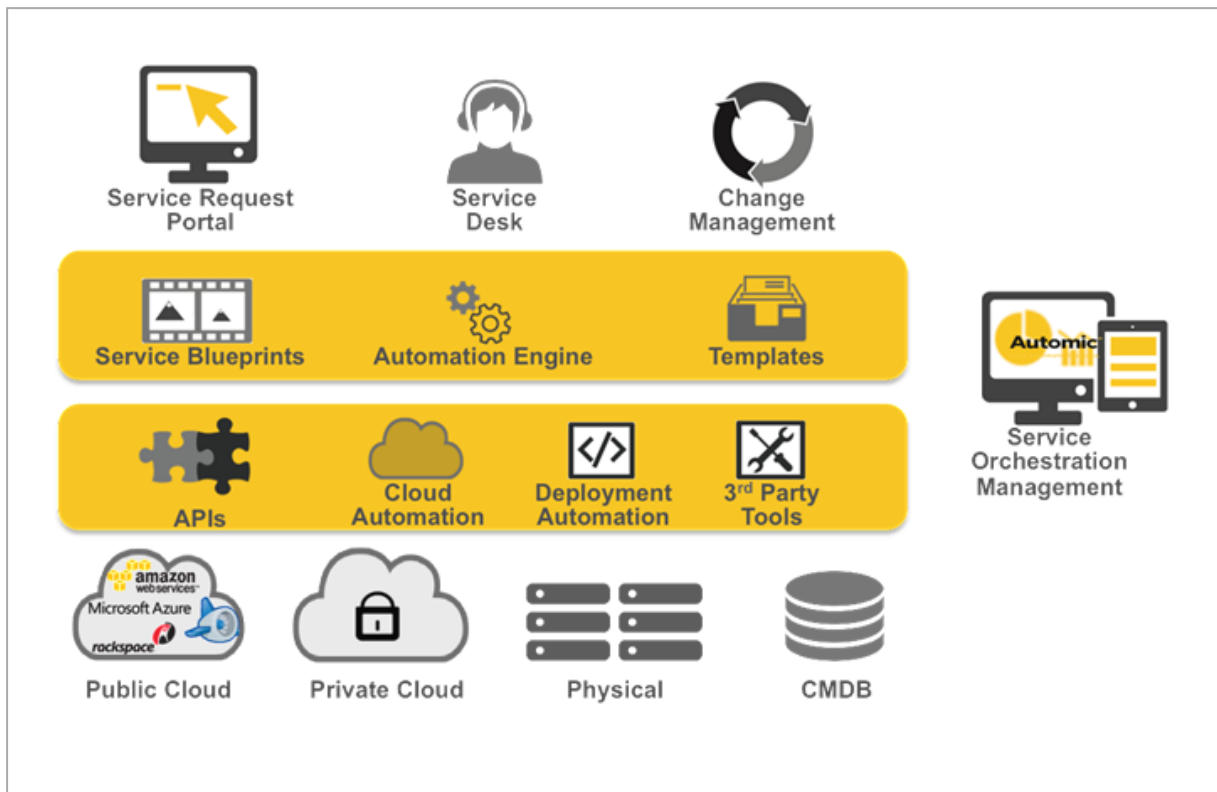 Service Request
Portal
Service
Desk
Change
Management
Service Blueprints
Automation Engine
Templates
Automic
Service
Orchestration
Management
APIs
Cloud
Automation
</>
Deployment
Automation
3rd Party
Tools
amazon
webservices™
Microsoft Azure
rackspace
Public Cloud
Private Cloud
Physical
CMDB